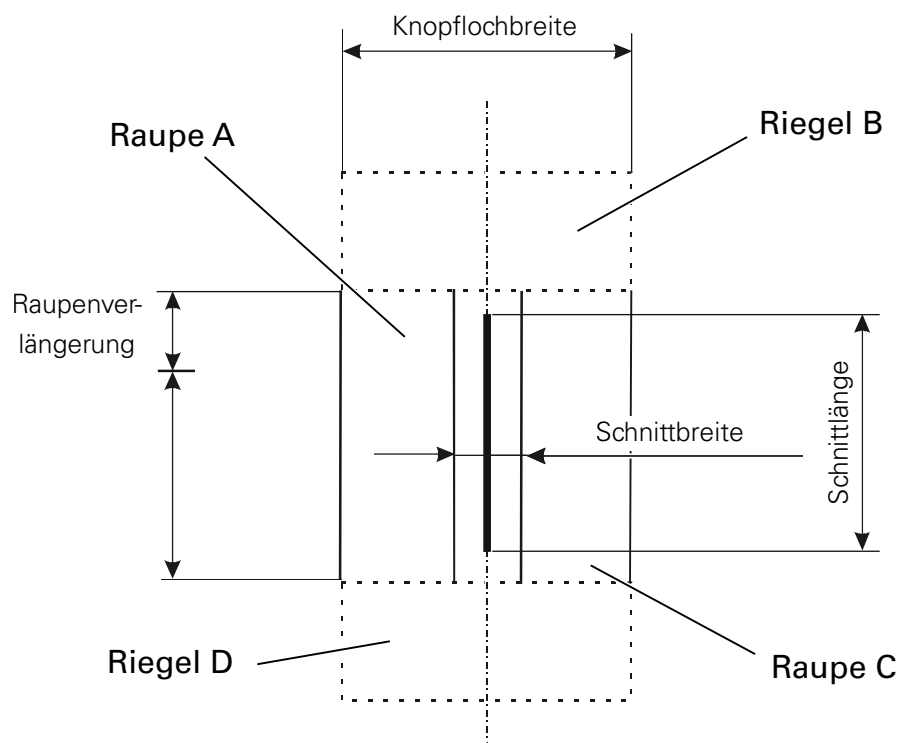 Knopflochbreite
Raupe A
Riegel B
Raupenver-
längerung
Schnittbreite
Schnittlänge
Riegel D
Raupe C